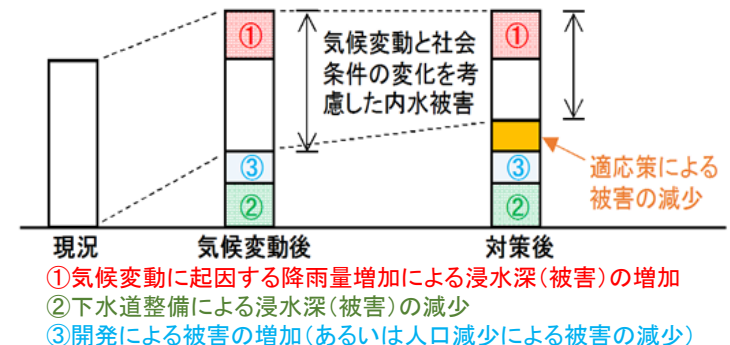 ①
気候変動と社会
条件の変化を考
慮した内水被害
①
③
②
③
②
適応策による
被害の減少
現況
気候変動後
対策後
①気候変動に起因する降雨量増加による浸水深(被害)の増加
②下水道整備による浸水深(被害)の減少
③開発による被害の増加(あるいは人口減少による被害の減少)